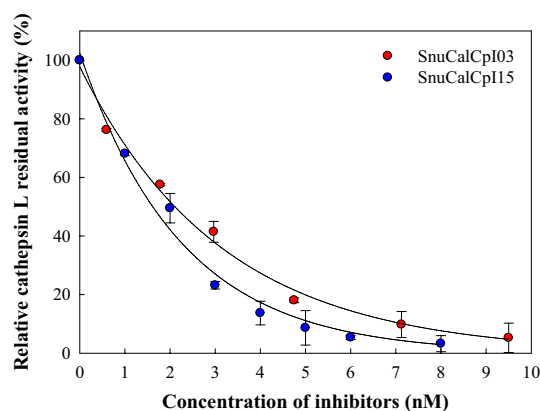 Relative cathepsin L residual activity (%)
100
80
60
40
20
0
SnuCalCpI03
SnuCalCpI15
0 1 2 3 4 5 6 7 8 9 10
Concentration of inhibitors (nM)